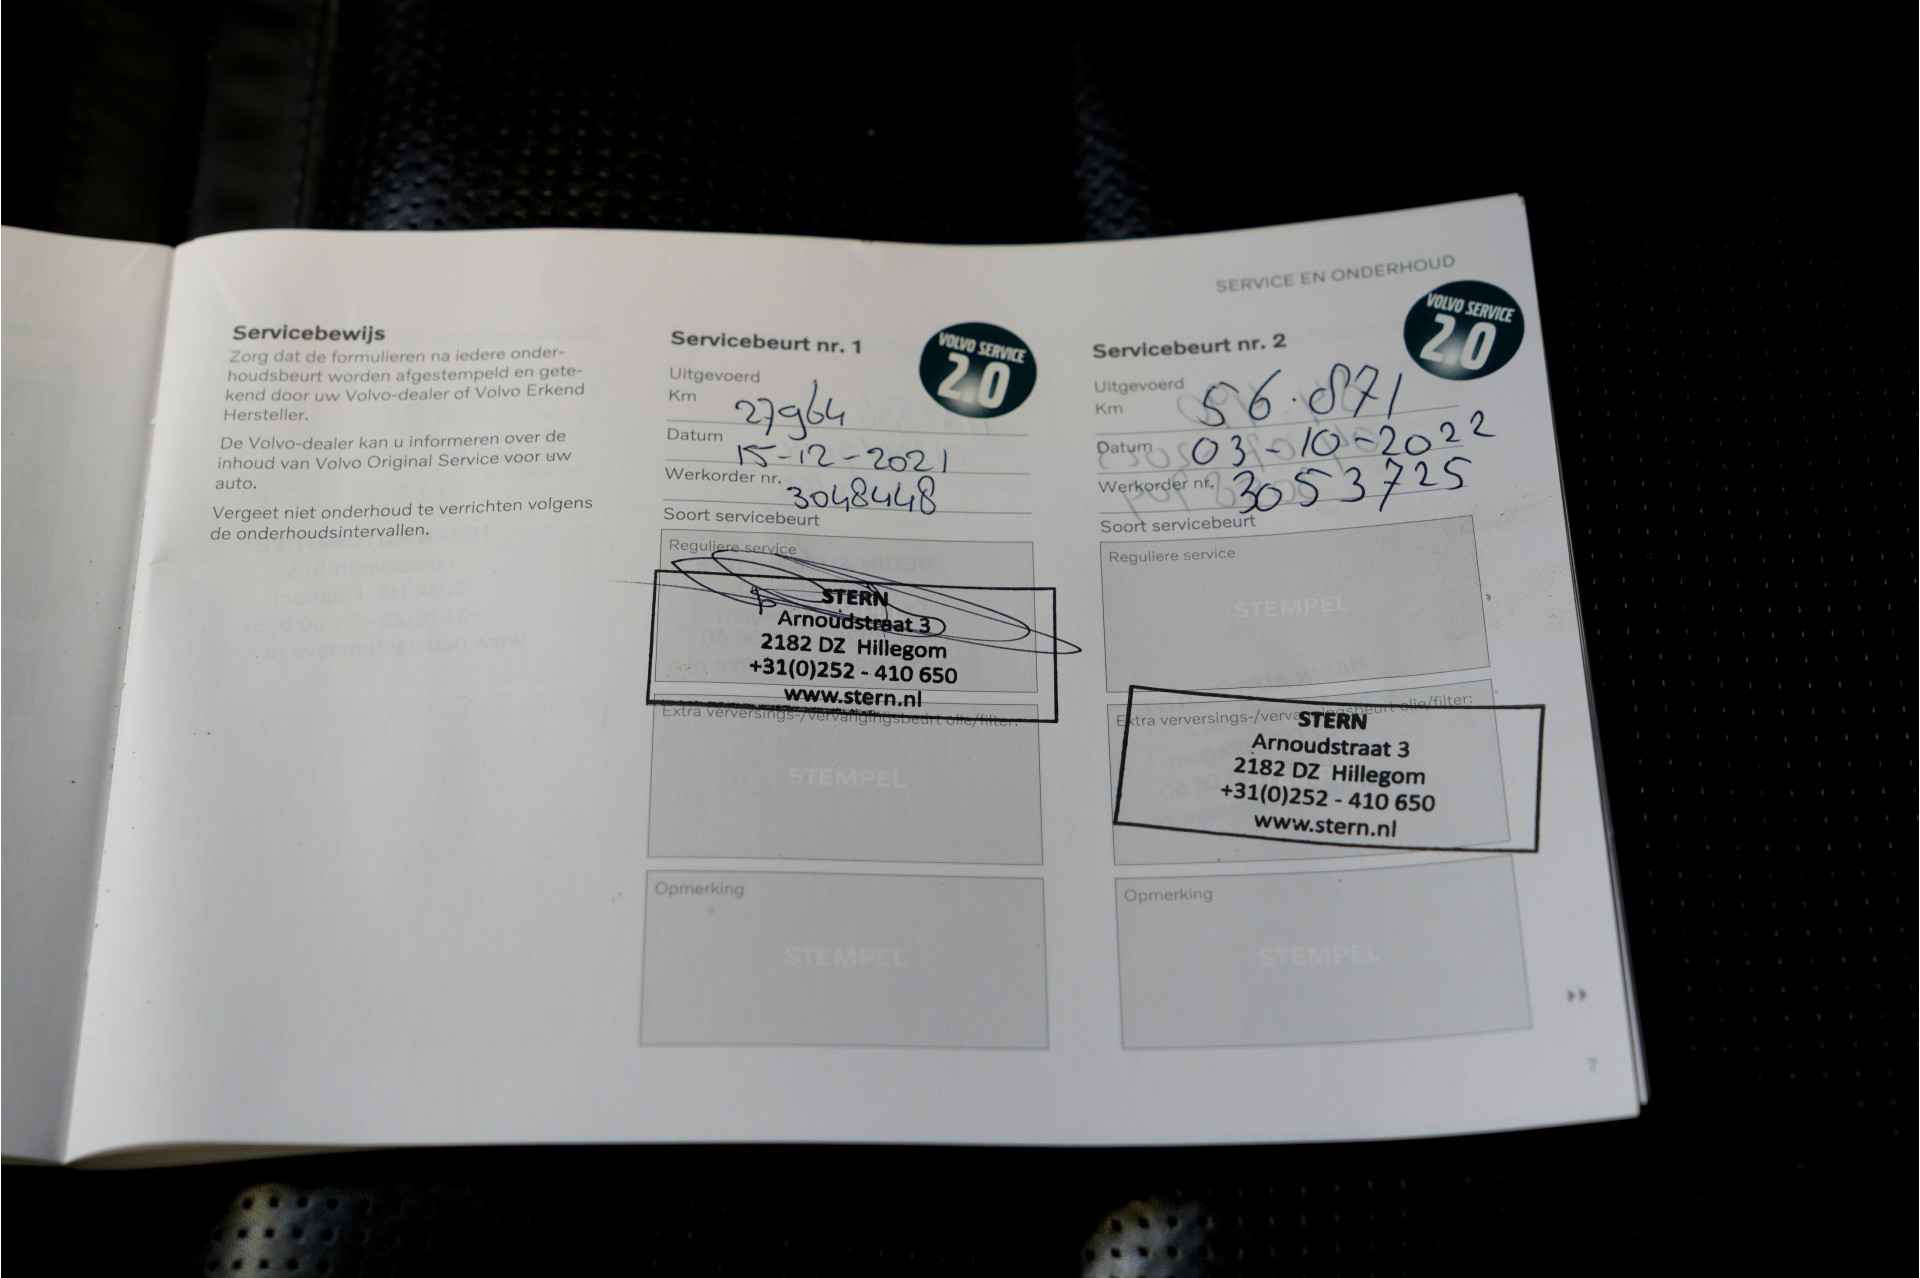 SERVICE EN ONDERHOUD
Servicebewijs
Zorg dat de formulieren na iedere onder-
houdsbeurt worden afgestempeld en gete-
kend door uw Volvo-dealer of Volvo Erkend
Hersteller.
De Volvo-dealer kan u informeren over de
inhoud van Volvo Original Service voor uw
auto.
Vergeet niet onderhoud te verrichten volgens
de onderhoudsintervallen.
Servicebeurt nr. 1
VOLVO SERVICE
2.0
Uitgevoerd
Km 27964
Datum 15-12-2021
Werkorder nr. 3048448
Soort servicebeurt
Reguliere service
STERN
Arnoudstraat 3
2182 DZ Hillegom
+31(0)252 - 410 650
www.stern.nl
Extra verversings-/vervangingsbeurt olie/filter:
STEMPEL
Opmerking
STEMPEL
Servicebeurt nr. 2
VOLVO SERVICE
2.0
Uitgevoerd
Km 56.871
Datum 03-10-2022
Werkorder nr. 3053725
Soort servicebeurt
Reguliere service
STEMPEL
Extra verversings-/vervangingsbeurt olie/filter:
STERN
Arnoudstraat 3
2182 DZ Hillegom
+31(0)252 - 410 650
www.stern.nl
Opmerking
STEMPEL
7